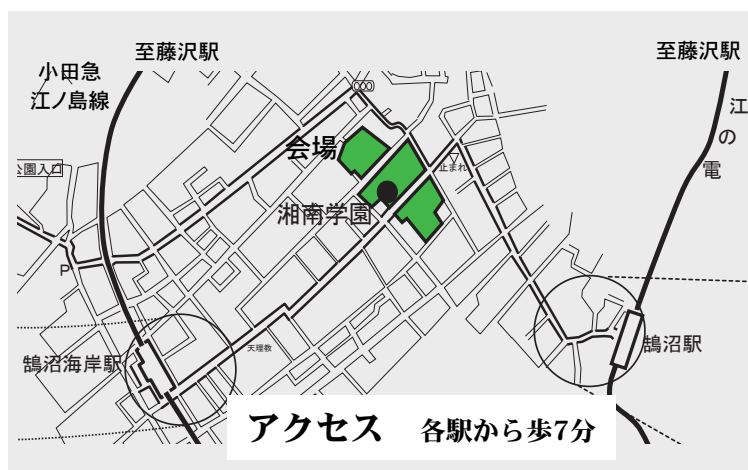 至藤沢駅
至藤沢駅
小田急
江ノ島線
江
の
電
会場
公園入口
止まれ
湘南学園
P
天理教
鵠沼海岸駅
鵠沼駅
アクセス 各駅から歩7分